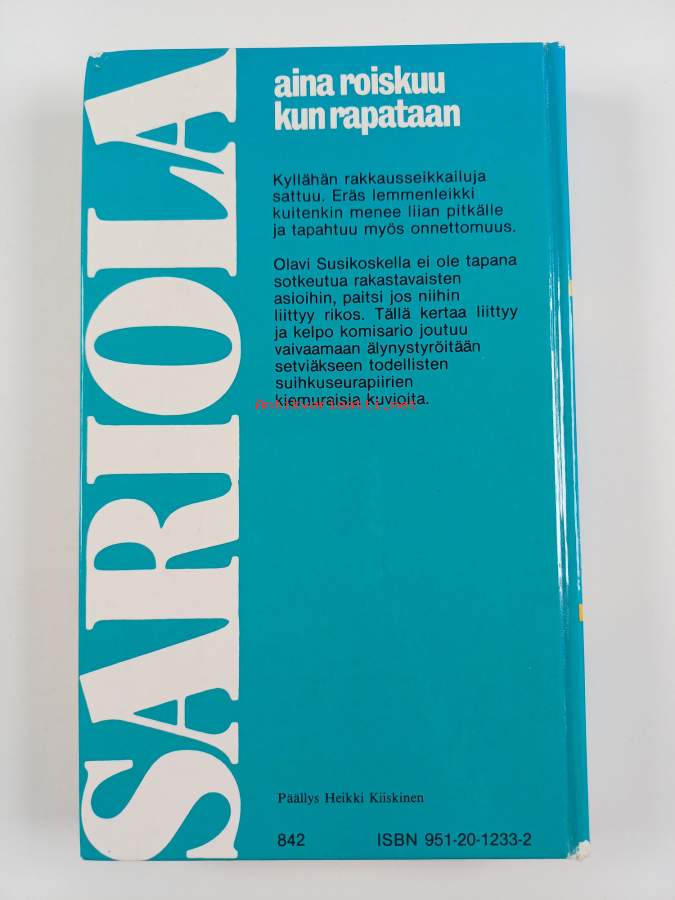 SARIOLA
aina roiskuu
kun rapataan
Kyllähän rakkausseikkailuja
sattuu. Eräs lemmenleikki
kuitenkin menee liian pitkälle
ja tapahtuu myös onnettomuus.
Olavi Susikoskella ei ole tapana
sotkeutua rakastavaisten
asioihin, paitsi jos niihin
liittyy rikos. Tällä kertaa liittyy
ja kelpo komisario joutuu
vaivaamaan älynystyröitään
setviäkseen todellisten
suihkuseurapiirien
kiemuraisia kuvioita.
Antikvariaatti.net
Päällys Heikki Kiiskinen
842 ISBN 951-20-1233-2